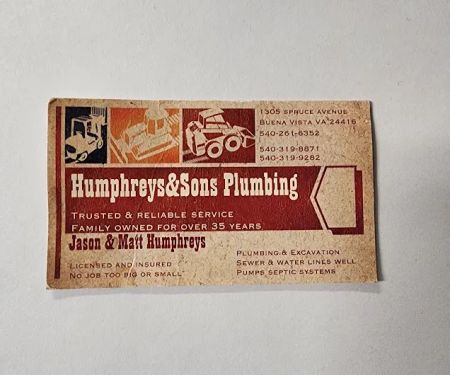 1305 SPRUCE AVENUE
BUENA VISTA VA 24416
540-261-6352
540-319-8871
540-319-9282
Humphreys&Sons Plumbing
TRUSTED & RELIABLE SERVICE
FAMILY OWNED FOR OVER 35 YEARS
Jason & Matt Humphreys
LICENSED AND INSURED
NO JOB TOO BIG OR SMALL
PLUMBING & EXCAVATION
SEWER & WATER LINES WELL
PUMPS SEPTIC SYSTEMS